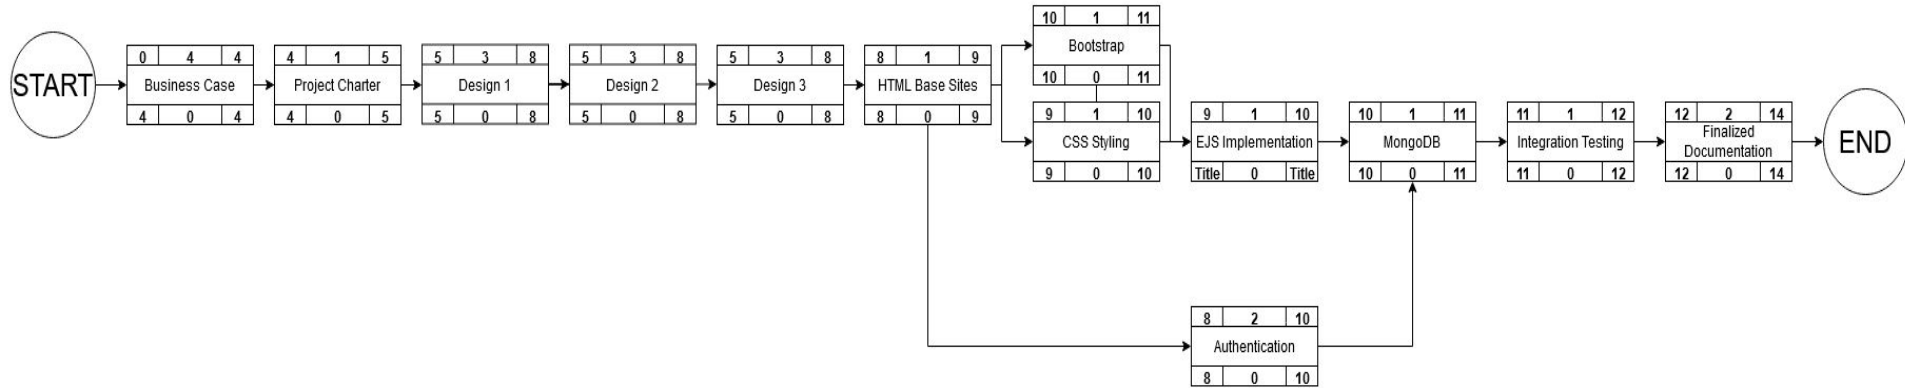 START
0 4 4
Business Case
4 0 4
4 1 5
Project Charter
4 0 5
5 3 8
Design 1
5 0 8
5 3 8
Design 2
5 0 8
5 3 8
Design 3
5 0 8
8 1 9
HTML Base Sites
8 0 9
10 1 11
Bootstrap
10 0 11
9 1 10
CSS Styling
9 0 10
9 1 10
EJS Implementation
Title 0 Title
10 1 11
MongoDB
10 0 11
11 1 12
Integration Testing
11 0 12
12 2 14
Finalized
Documentation
12 0 14
END
8 2 10
Authentication
8 0 10